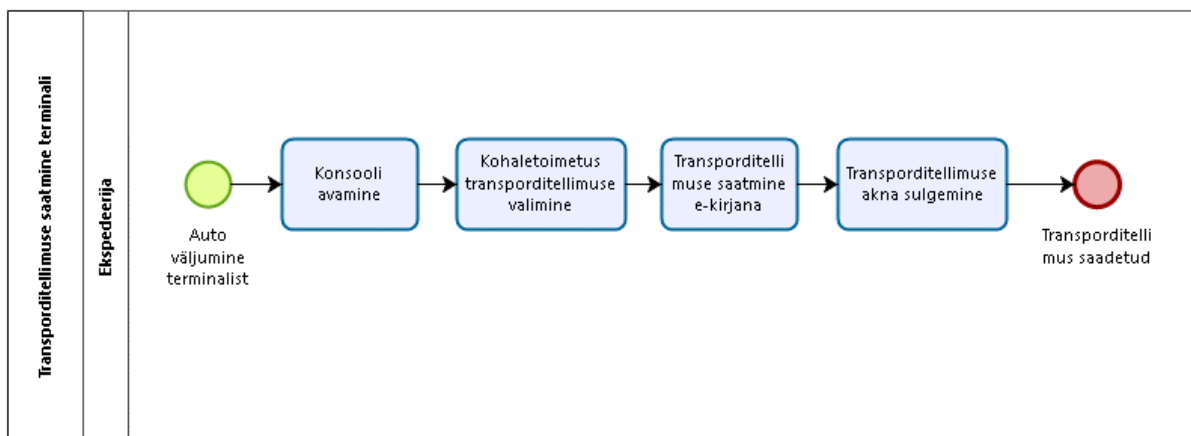 Transporditellimuse saatmine terminali
Ekspedeerija
Auto
väljumine
terminalist
Konsooli
avamine
Kohaletoimetus
transporditellimuse
valimine
Transporditelli
muse saatmine
e-kirjana
Transporditellimuse
akna sulgemine
Transporditelli
mus saadetud